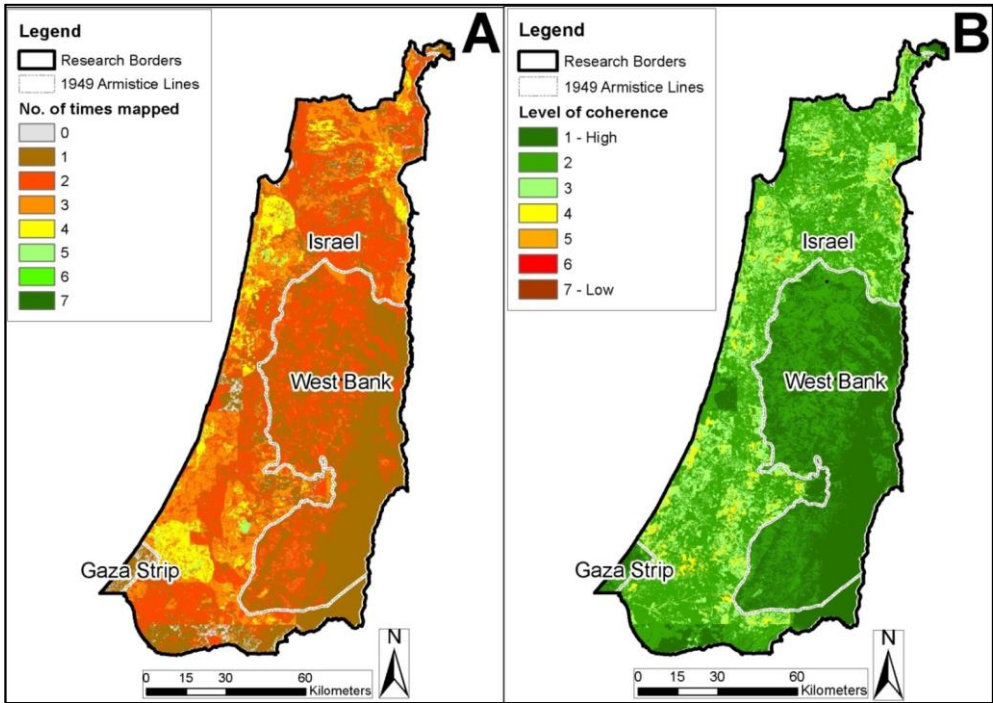 Legend
Research Borders
1949 Armistice Lines
No. of times mapped
0
1
2
3
4
5
6
7
A
Israel
West Bank
Gaza Strip
N
0 15 30 60
Kilometers
Legend
Research Borders
1949 Armistice Lines
Level of coherence
1 - High
2
3
4
5
6
7 - Low
B
Israel
West Bank
Gaza Strip
N
0 15 30 60
Kilometers